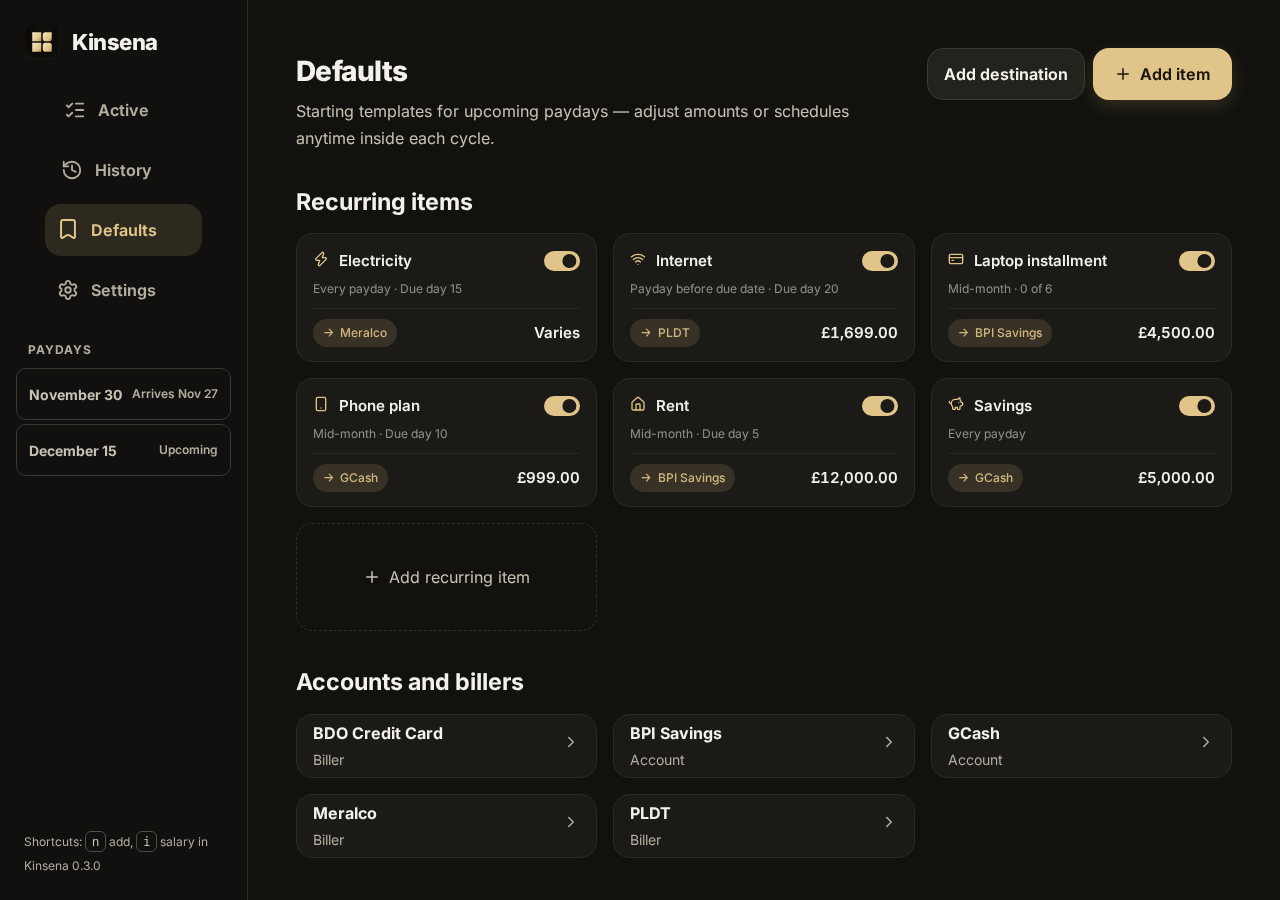 Kinsena
Active
History
Defaults
Settings
PAYDAYS
November 30 Arrives Nov 27
December 15 Upcoming
Shortcuts: n add, i salary in
Kinsena 0.3.0
Defaults
Starting templates for upcoming paydays — adjust amounts or schedules
anytime inside each cycle.
Add destination
Add item
Recurring items
Electricity
Every payday · Due day 15
→ Meralco Varies
Internet
Payday before due date · Due day 20
→ PLDT £1,699.00
Laptop installment
Mid-month · 0 of 6
→ BPI Savings £4,500.00
Phone plan
Mid-month · Due day 10
→ GCash £999.00
Rent
Mid-month · Due day 5
→ BPI Savings £12,000.00
Savings
Every payday
→ GCash £5,000.00
+ Add recurring item
Accounts and billers
BDO Credit Card
Biller
BPI Savings
Account
GCash
Account
Meralco
Biller
PLDT
Biller